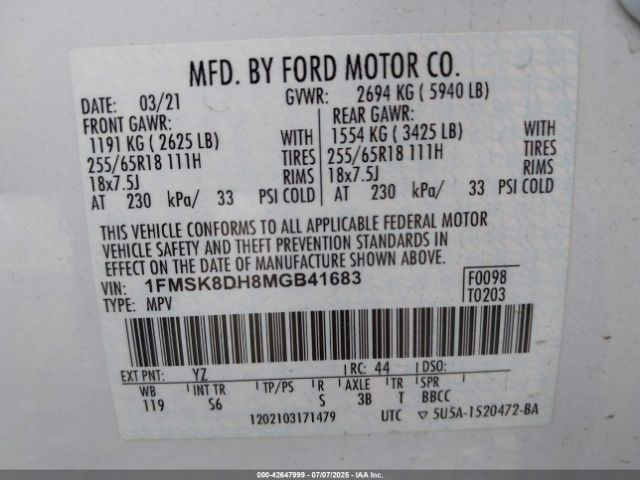 MFD. BY FORD MOTOR CO.
DATE: 03/21 GVWR: 2694 KG ( 5940 LB)
FRONT GAWR: REAR GAWR:
1191 KG ( 2625 LB) WITH 1554 KG ( 3425 LB) WITH
255/65R18 111H TIRES 255/65R18 111H TIRES
18x7.5J RIMS 18x7.5J RIMS
AT 230 kPa/ 33 PSI COLD AT 230 kPa/ 33 PSI COLD
THIS VEHICLE CONFORMS TO ALL APPLICABLE FEDERAL MOTOR
VEHICLE SAFETY AND THEFT PREVENTION STANDARDS IN
EFFECT ON THE DATE OF MANUFACTURE SHOWN ABOVE.
VIN: 1FMSK8DH8MGB41683 F0098
TYPE: MPV T0203
EXT PNT: YZ RC: 44 DSO:
WB INT TR TP/PS R AXLE TR SPR
119 S6 S 3B T BBCC
1202103171479 UTC ▽ 5U5A-1520472-BA
000-42647999 07/07/2025 IAA Inc. Copyright